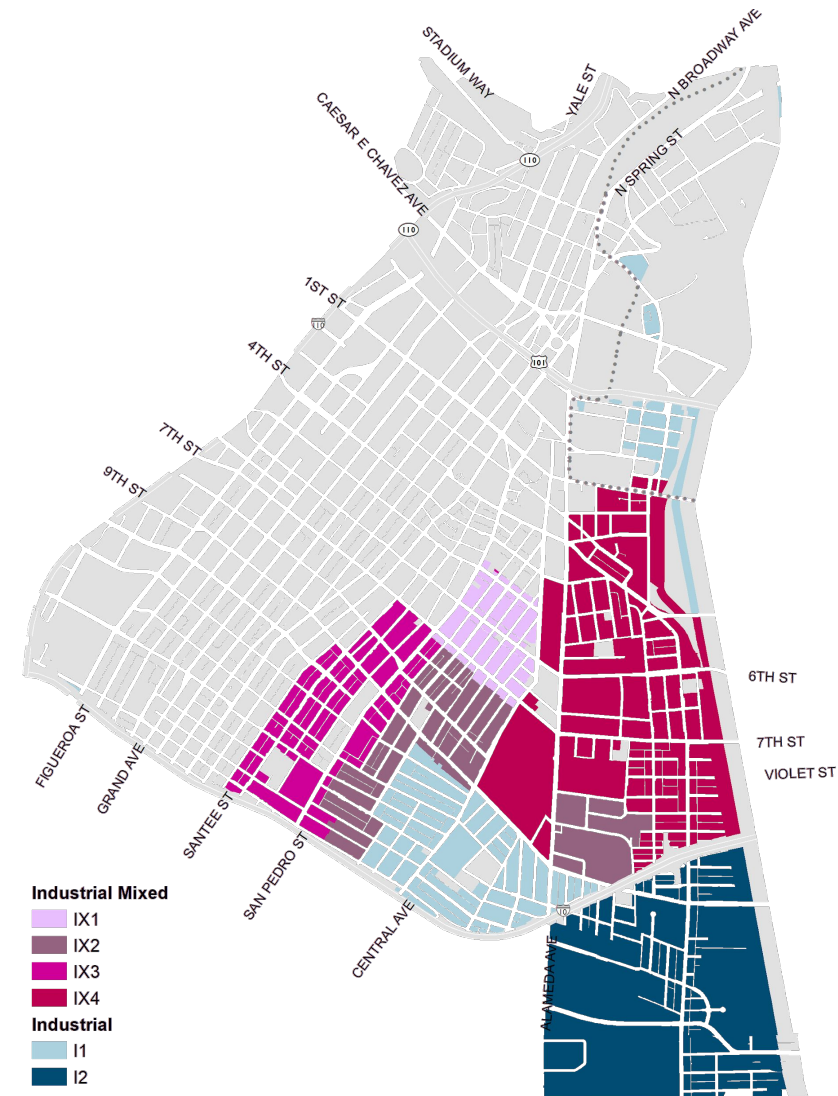 STADIUM WAY
YALE ST
N BROADWAY AVE
CAESAR E CHAVEZ AVE
110
N SPRING ST
110
1ST ST
110
4TH ST
101
7TH ST
9TH ST
6TH ST
7TH ST
VIOLET ST
FIGUEROA ST
GRAND AVE
SANTEE ST
SAN PEDRO ST
CENTRAL AVE
10
ALAMEDA AVE
Industrial Mixed
IX1
IX2
IX3
IX4
Industrial
I1
I2